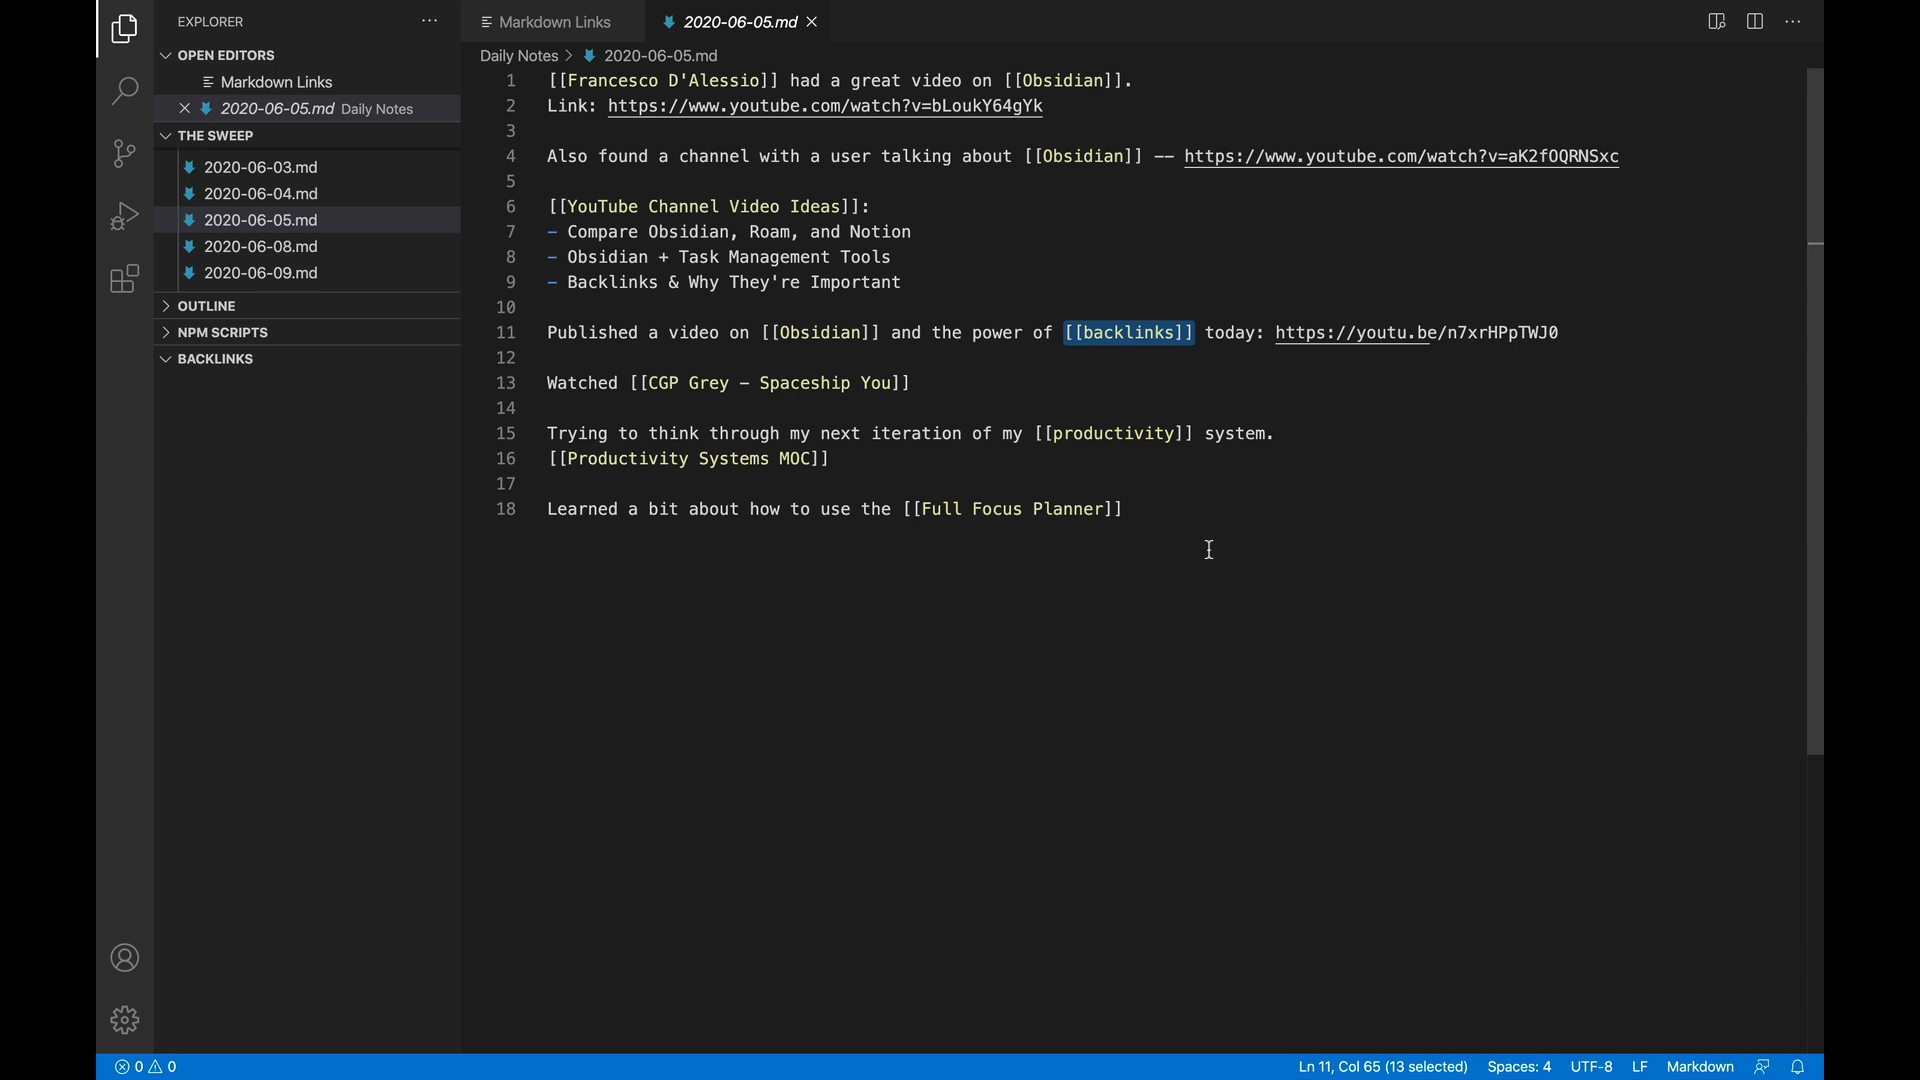 EXPLORER
OPEN EDITORS
Markdown Links
2020-06-05.md Daily Notes
THE SWEEP
2020-06-03.md
2020-06-04.md
2020-06-05.md
2020-06-08.md
2020-06-09.md
OUTLINE
NPM SCRIPTS
BACKLINKS
Markdown Links
2020-06-05.md
Daily Notes > 2020-06-05.md
1 [[Francesco D'Alessio]] had a great video on [[Obsidian]].
2 Link: https://www.youtube.com/watch?v=bLoukY64gYk
3
4 Also found a channel with a user talking about [[Obsidian]] -- https://www.youtube.com/watch?v=aK2fOQRNSxc
5
6 [[YouTube Channel Video Ideas]]:
7 - Compare Obsidian, Roam, and Notion
8 - Obsidian + Task Management Tools
9 - Backlinks & Why They're Important
10
11 Published a video on [[Obsidian]] and the power of [[backlinks]] today: https://youtu.be/n7xrHPpTWJ0
12
13 Watched [[CGP Grey - Spaceship You]]
14
15 Trying to think through my next iteration of my [[productivity]] system.
16 [[Productivity Systems MOC]]
17
18 Learned a bit about how to use the [[Full Focus Planner]]
0 0
Ln 11, Col 65 (13 selected) Spaces: 4 UTF-8 LF Markdown